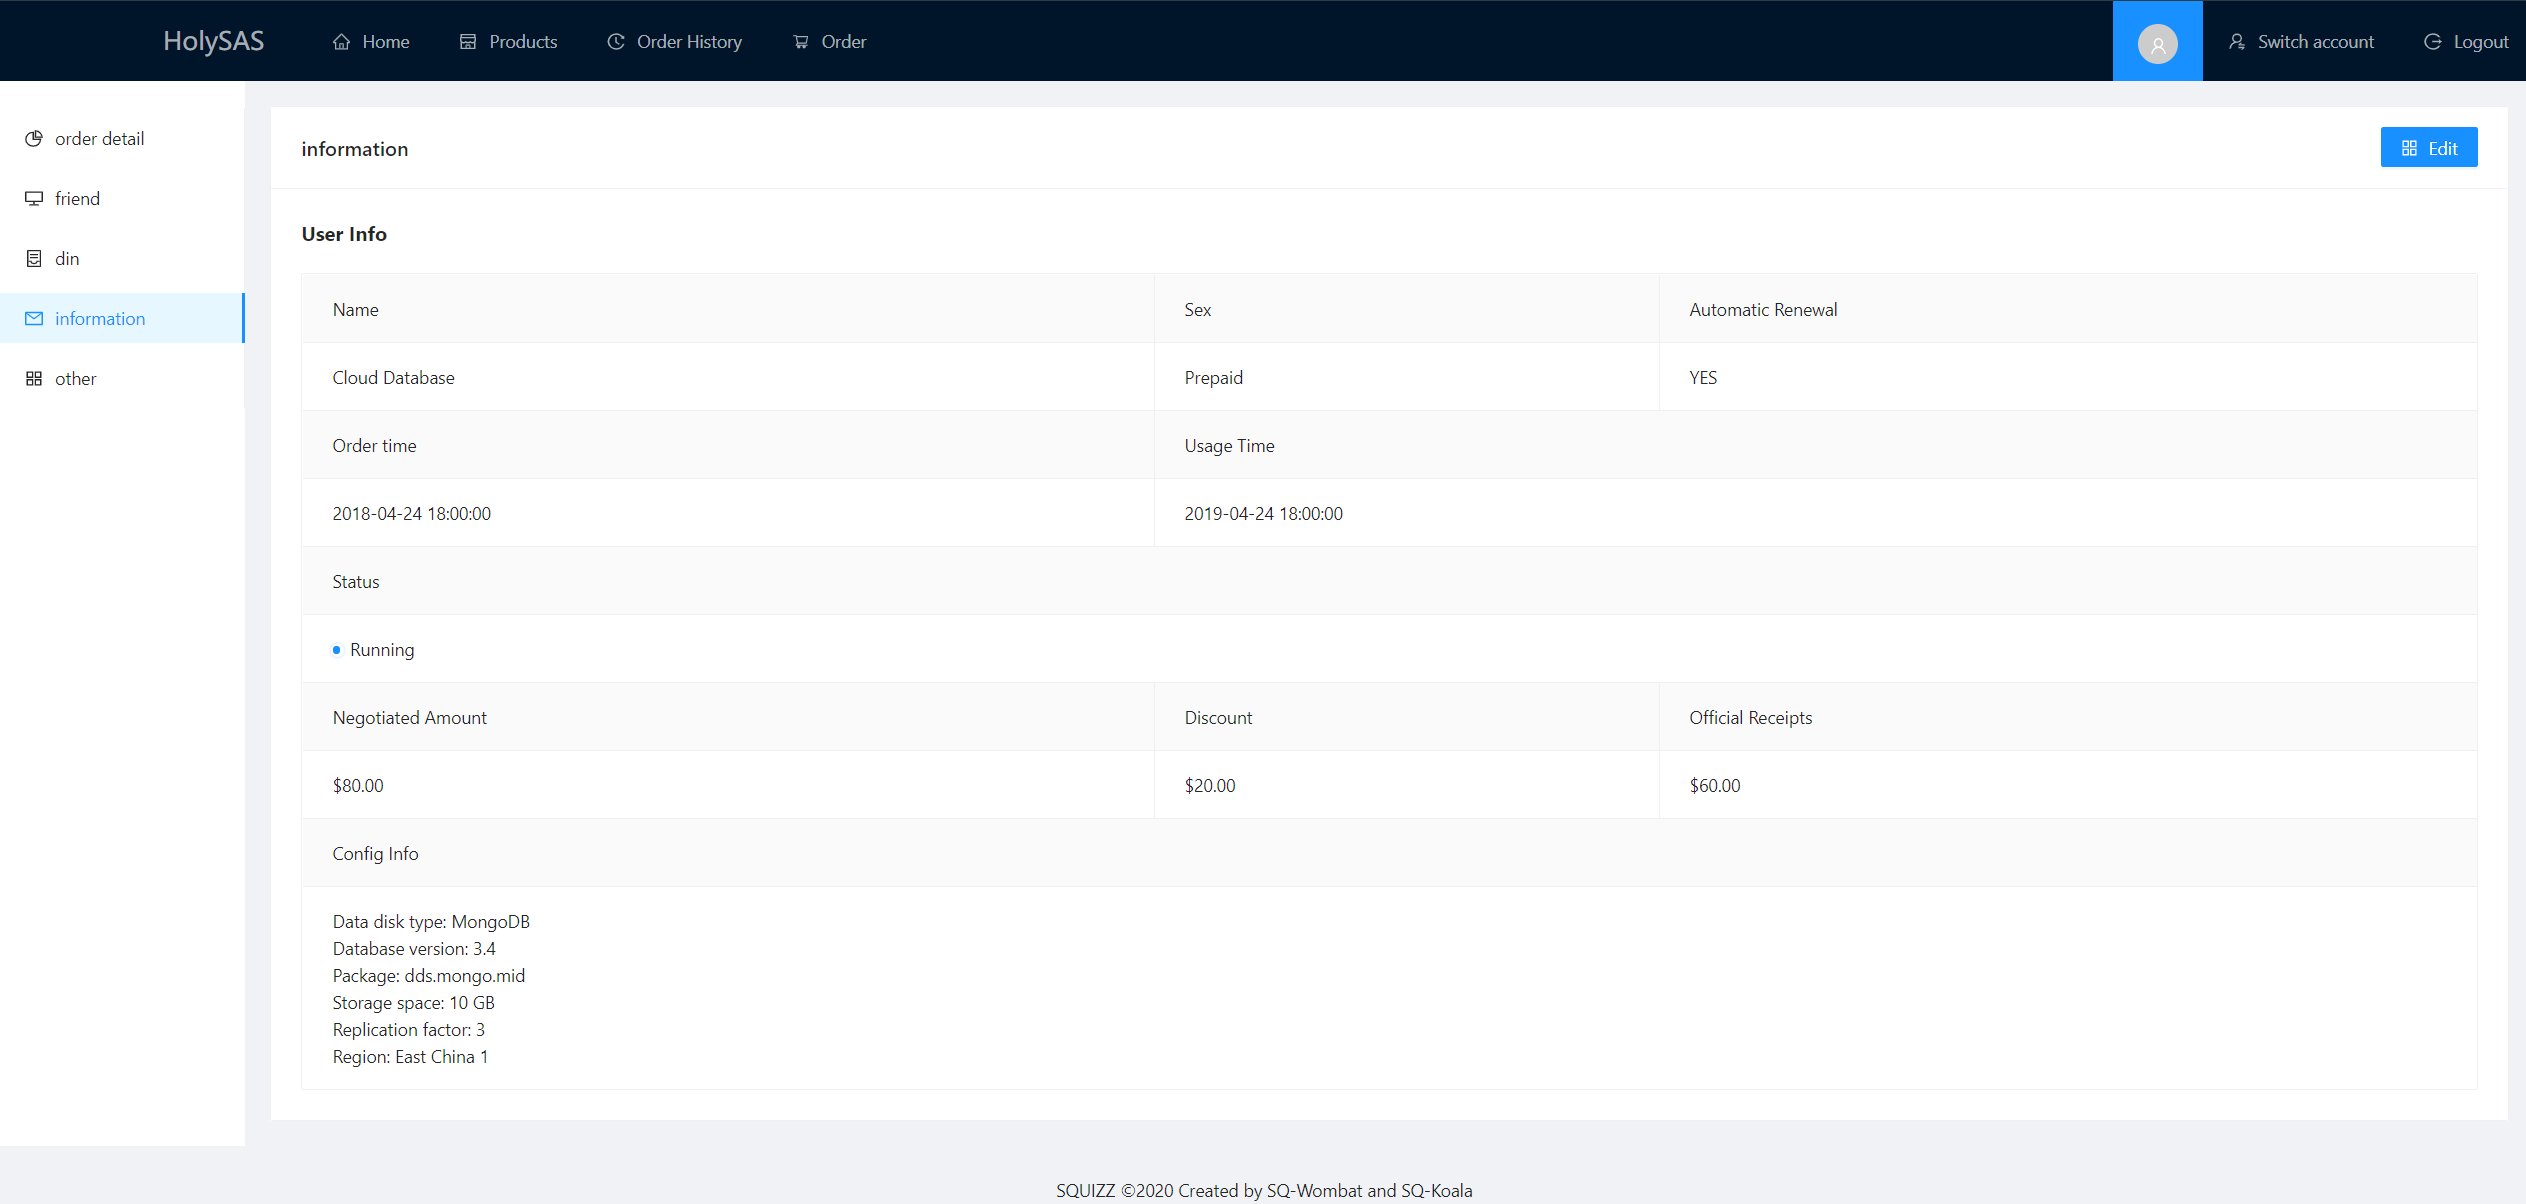 HolySAS Home Products Order History Order Switch account Logout
order detail
friend
din
information
other
information Edit
User Info
Name Sex Automatic Renewal
Cloud Database Prepaid YES
Order time Usage Time
2018-04-24 18:00:00 2019-04-24 18:00:00
Status
Running
Negotiated Amount Discount Official Receipts
$80.00 $20.00 $60.00
Config Info
Data disk type: MongoDB
Database version: 3.4
Package: dds.mongo.mid
Storage space: 10 GB
Replication factor: 3
Region: East China 1
SQUIZZ ©2020 Created by SQ-Wombat and SQ-Koala